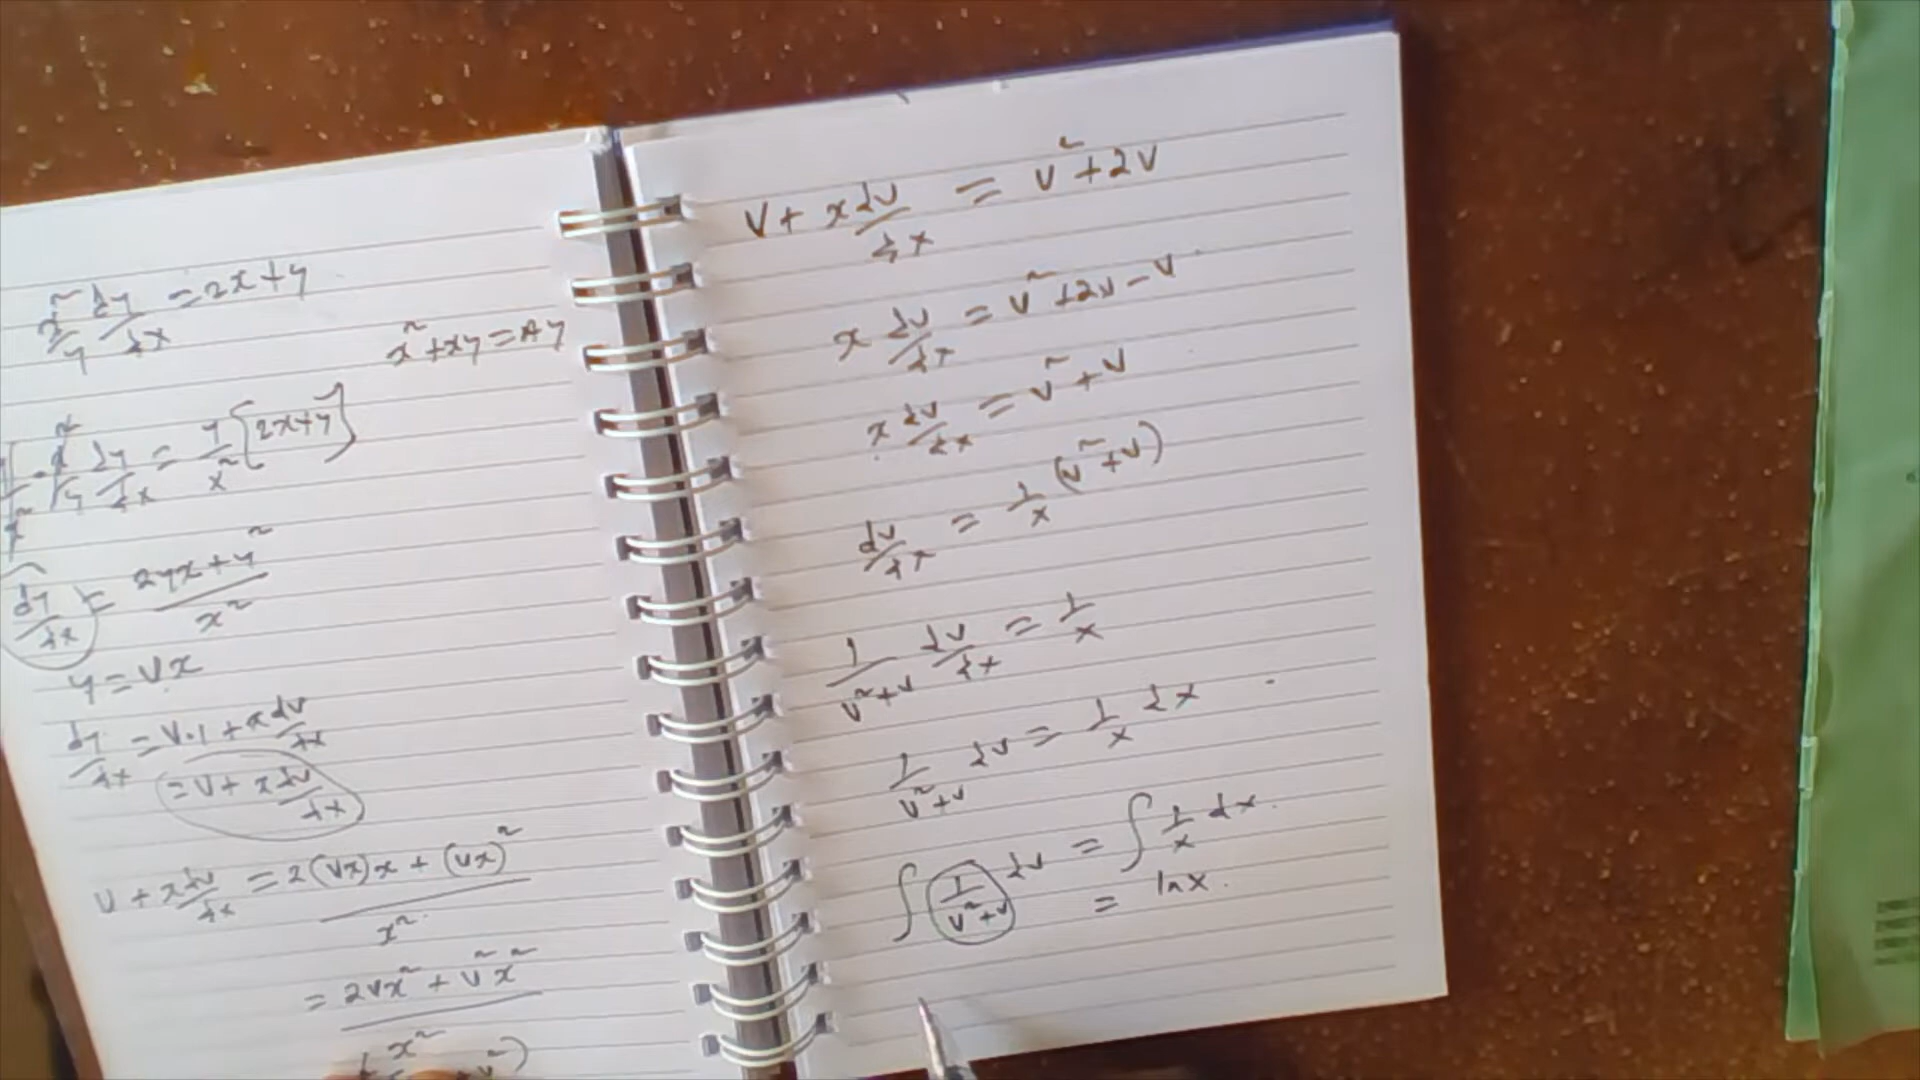 x²/y dy/dx = 2x+y
x²+xy=Ay
y/x² · x²/y dy/dx = y/x² [2x+y]
dy/dx = 2yx+y²/x²
y=vx
dy/dx = v·1 + x dv/dx
= v + x dv/dx
v + x dv/dx = 2(vx)x + (vx)²/x²
= 2vx² + v²x²/x²
v + x dv/dx = v²+2v
x dv/dx = v²+2v-v
x dv/dx = v²+v
dv/dx = 1/x (v²+v)
1/v²+v dv/dx = 1/x
1/v²+v dv = 1/x dx
∫ 1/v²+v dv = ∫ 1/x dx
= ln x.